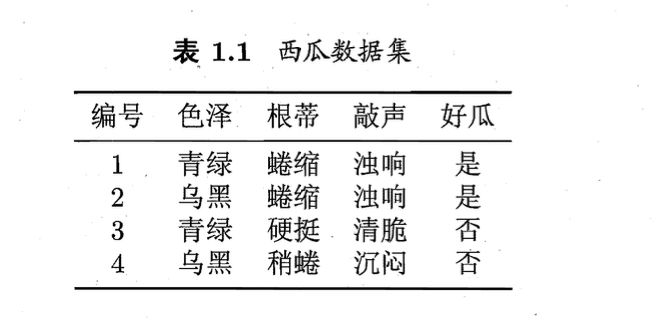 表 1.1 西瓜数据集
编号 色泽 根蒂 敲声 好瓜
1 青绿 蜷缩 浊响 是
2 乌黑 蜷缩 浊响 是
3 青绿 硬挺 清脆 否
4 乌黑 稍蜷 沉闷 否